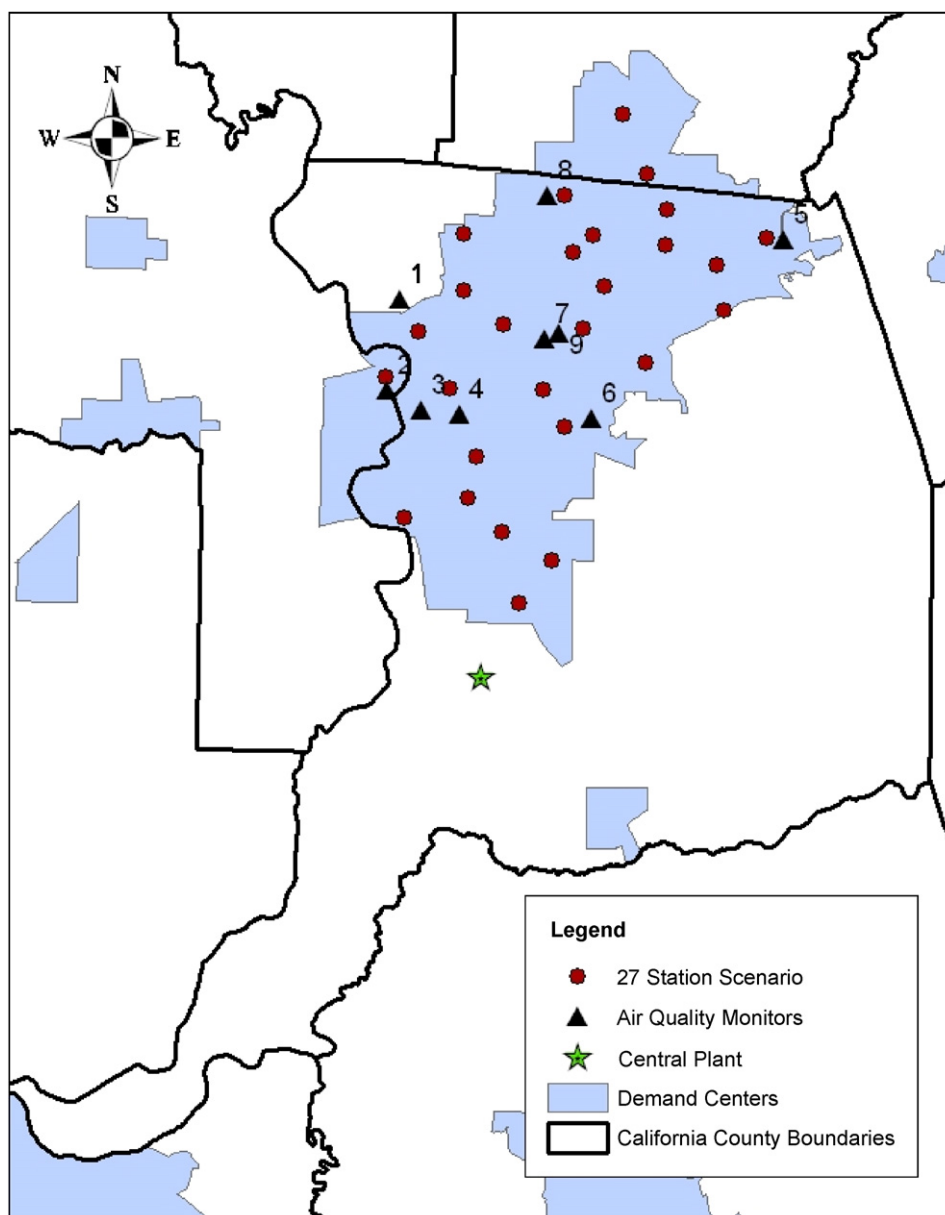 N
W E
S
8
5
1
7
9
2
3
4
6
Legend
27 Station Scenario
Air Quality Monitors
Central Plant
Demand Centers
California County Boundaries